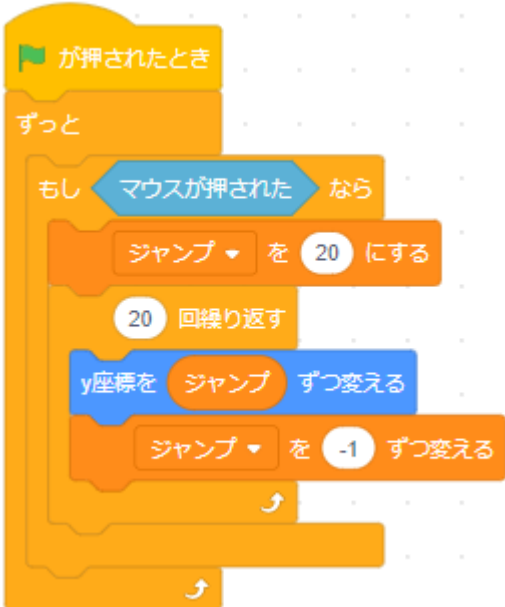 が押されたとき
ずっと
もし マウスが押された なら
ジャンプ を 20 にする
20 回繰り返す
y座標を ジャンプ ずつ変える
ジャンプ を -1 ずつ変える